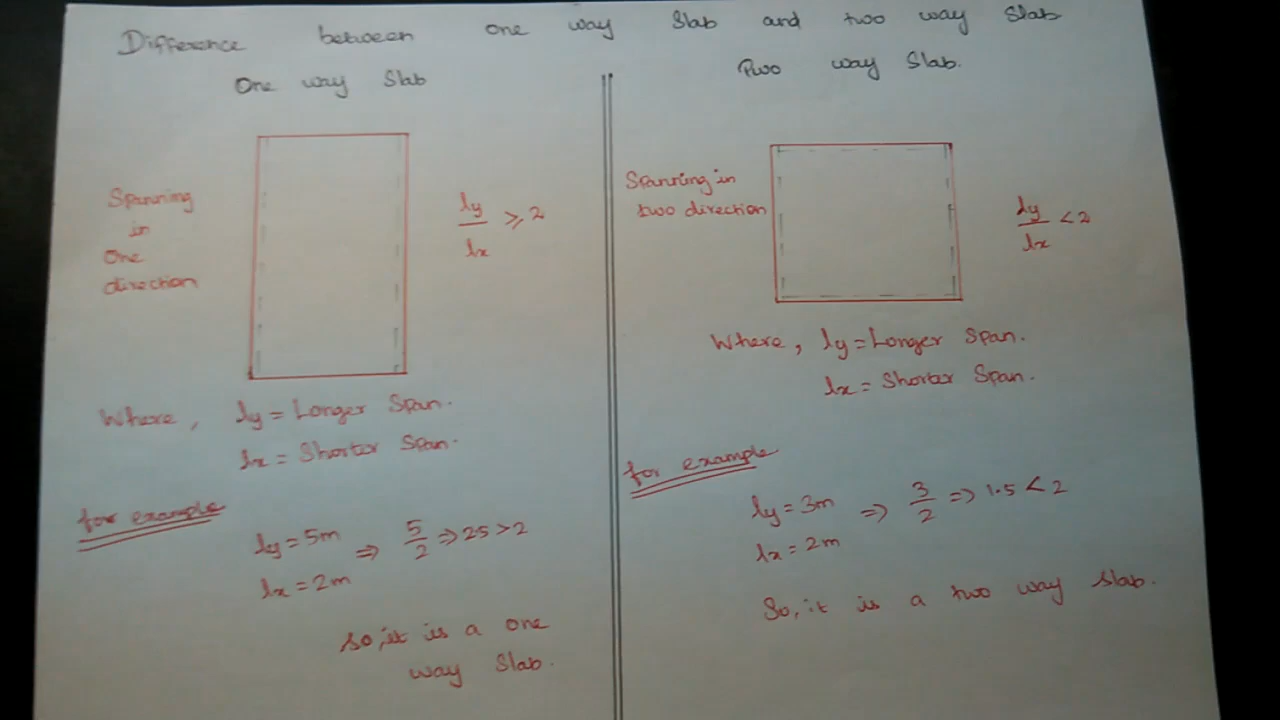 Difference between one way Slab and two way Slab
One way Slab
Spanning
in
One
direction
ly/lx ⩾ 2
Where, ly = Longer Span.
lx = Shorter Span.
for example
ly = 5m ⇒ 5/2 ⇒ 25 > 2
lx = 2m
So, it is a one
way Slab.
Two way Slab.
Spanning in
two direction
ly/lx < 2
Where, ly = Longer Span.
lx = Shorter Span.
for example
ly = 3m ⇒ 3/2 ⇒ 1.5 < 2
lx = 2m
So, it is a two way Slab.